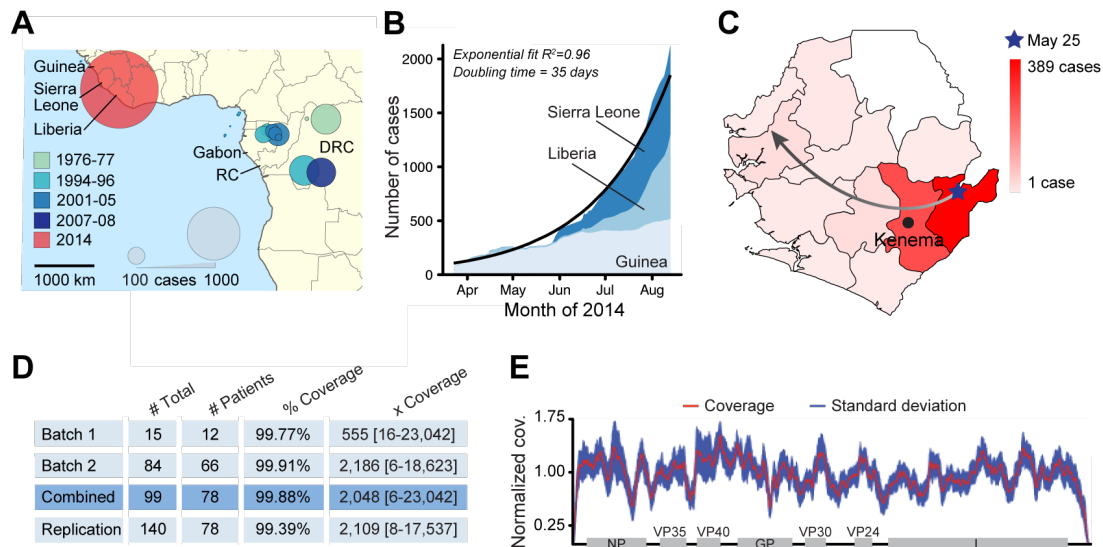 A
Guinea
Sierra
Leone
Liberia
Gabon
RC
DRC
1976-77
1994-96
2001-05
2007-08
2014
1000 km
100 cases 1000
B
Number of cases
2000
1500
1000
500
0
Exponential fit R²=0.96
Doubling time = 35 days
Sierra Leone
Liberia
Guinea
Apr May Jun Jul Aug
Month of 2014
C
May 25
389 cases
1 case
Kenema
D
# Total # Patients % Coverage x Coverage
Batch 1 15 12 99.77% 555 [16-23,042]
Batch 2 84 66 99.91% 2,186 [6-18,623]
Combined 99 78 99.88% 2,048 [6-23,042]
Replication 140 78 99.39% 2,109 [8-17,537]
E
Coverage Standard deviation
Normalized cov.
1.75
1.00
0.25
NP VP35 VP40 GP VP30 VP24 L